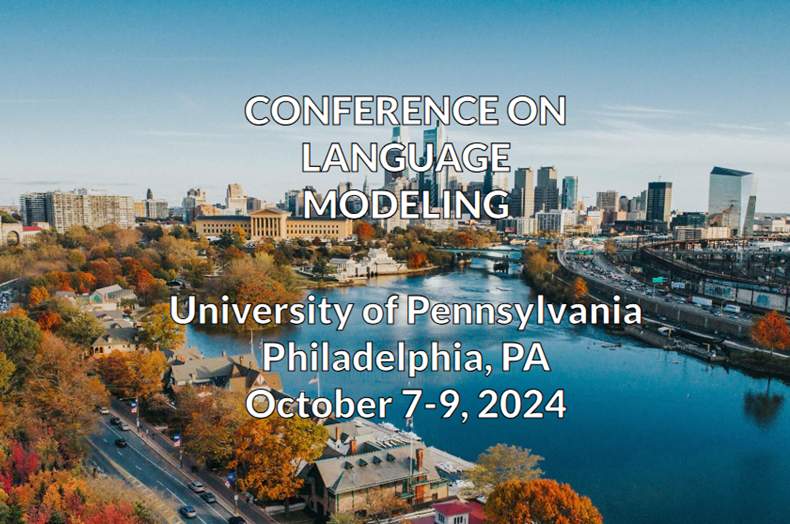 CONFERENCE ON
LANGUAGE
MODELING
University of Pennsylvania
Philadelphia, PA
October 7-9, 2024